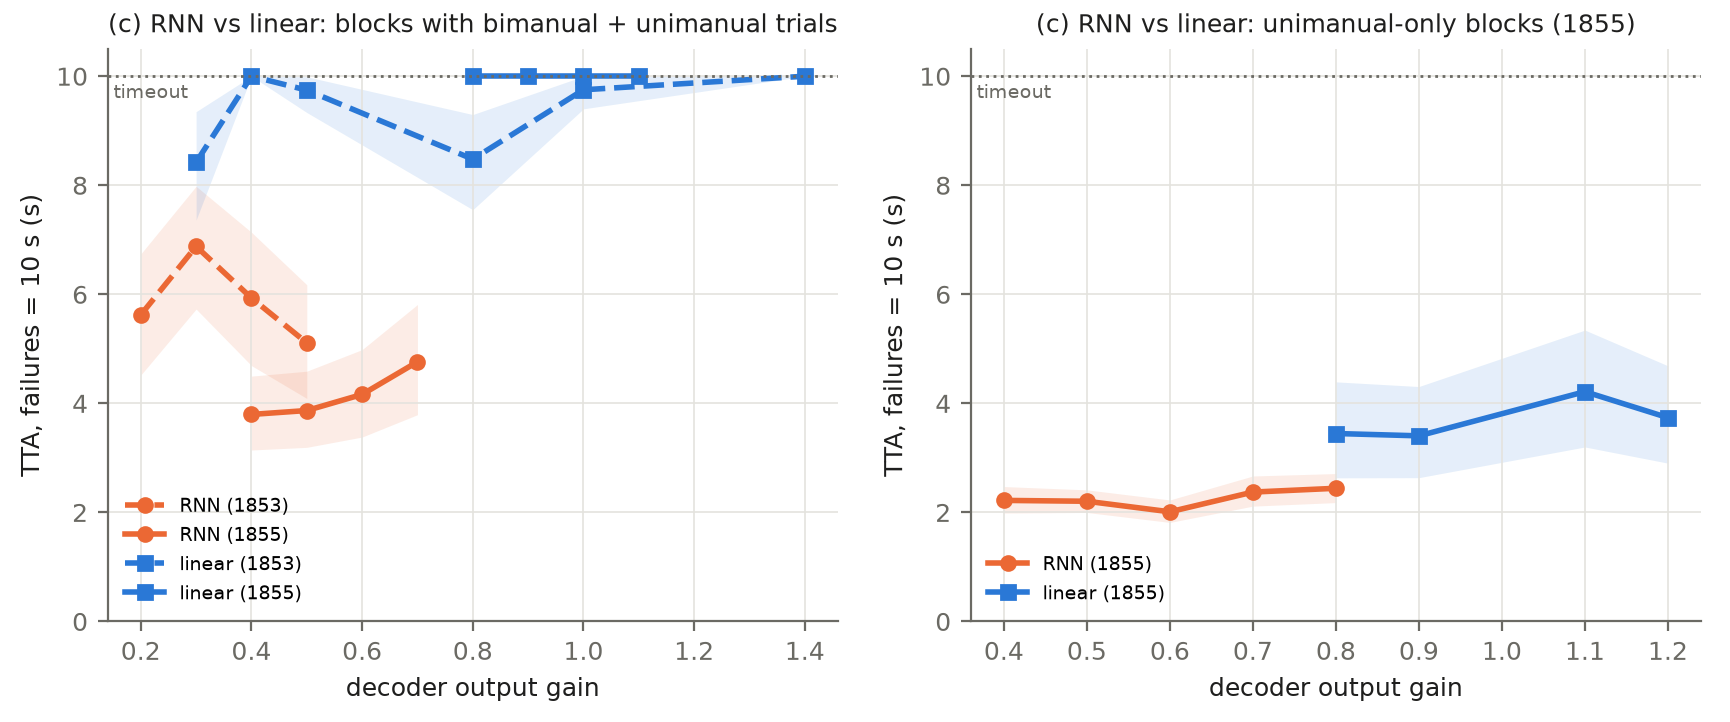 (c) RNN vs linear: blocks with bimanual + unimanual trials
TTA, failures = 10 s (s)
10
8
6
4
2
0
timeout
RNN (1853)
RNN (1855)
linear (1853)
linear (1855)
0.2 0.4 0.6 0.8 1.0 1.2 1.4
decoder output gain
(c) RNN vs linear: unimanual-only blocks (1855)
TTA, failures = 10 s (s)
10
8
6
4
2
0
timeout
RNN (1855)
linear (1855)
0.4 0.5 0.6 0.7 0.8 0.9 1.0 1.1 1.2
decoder output gain